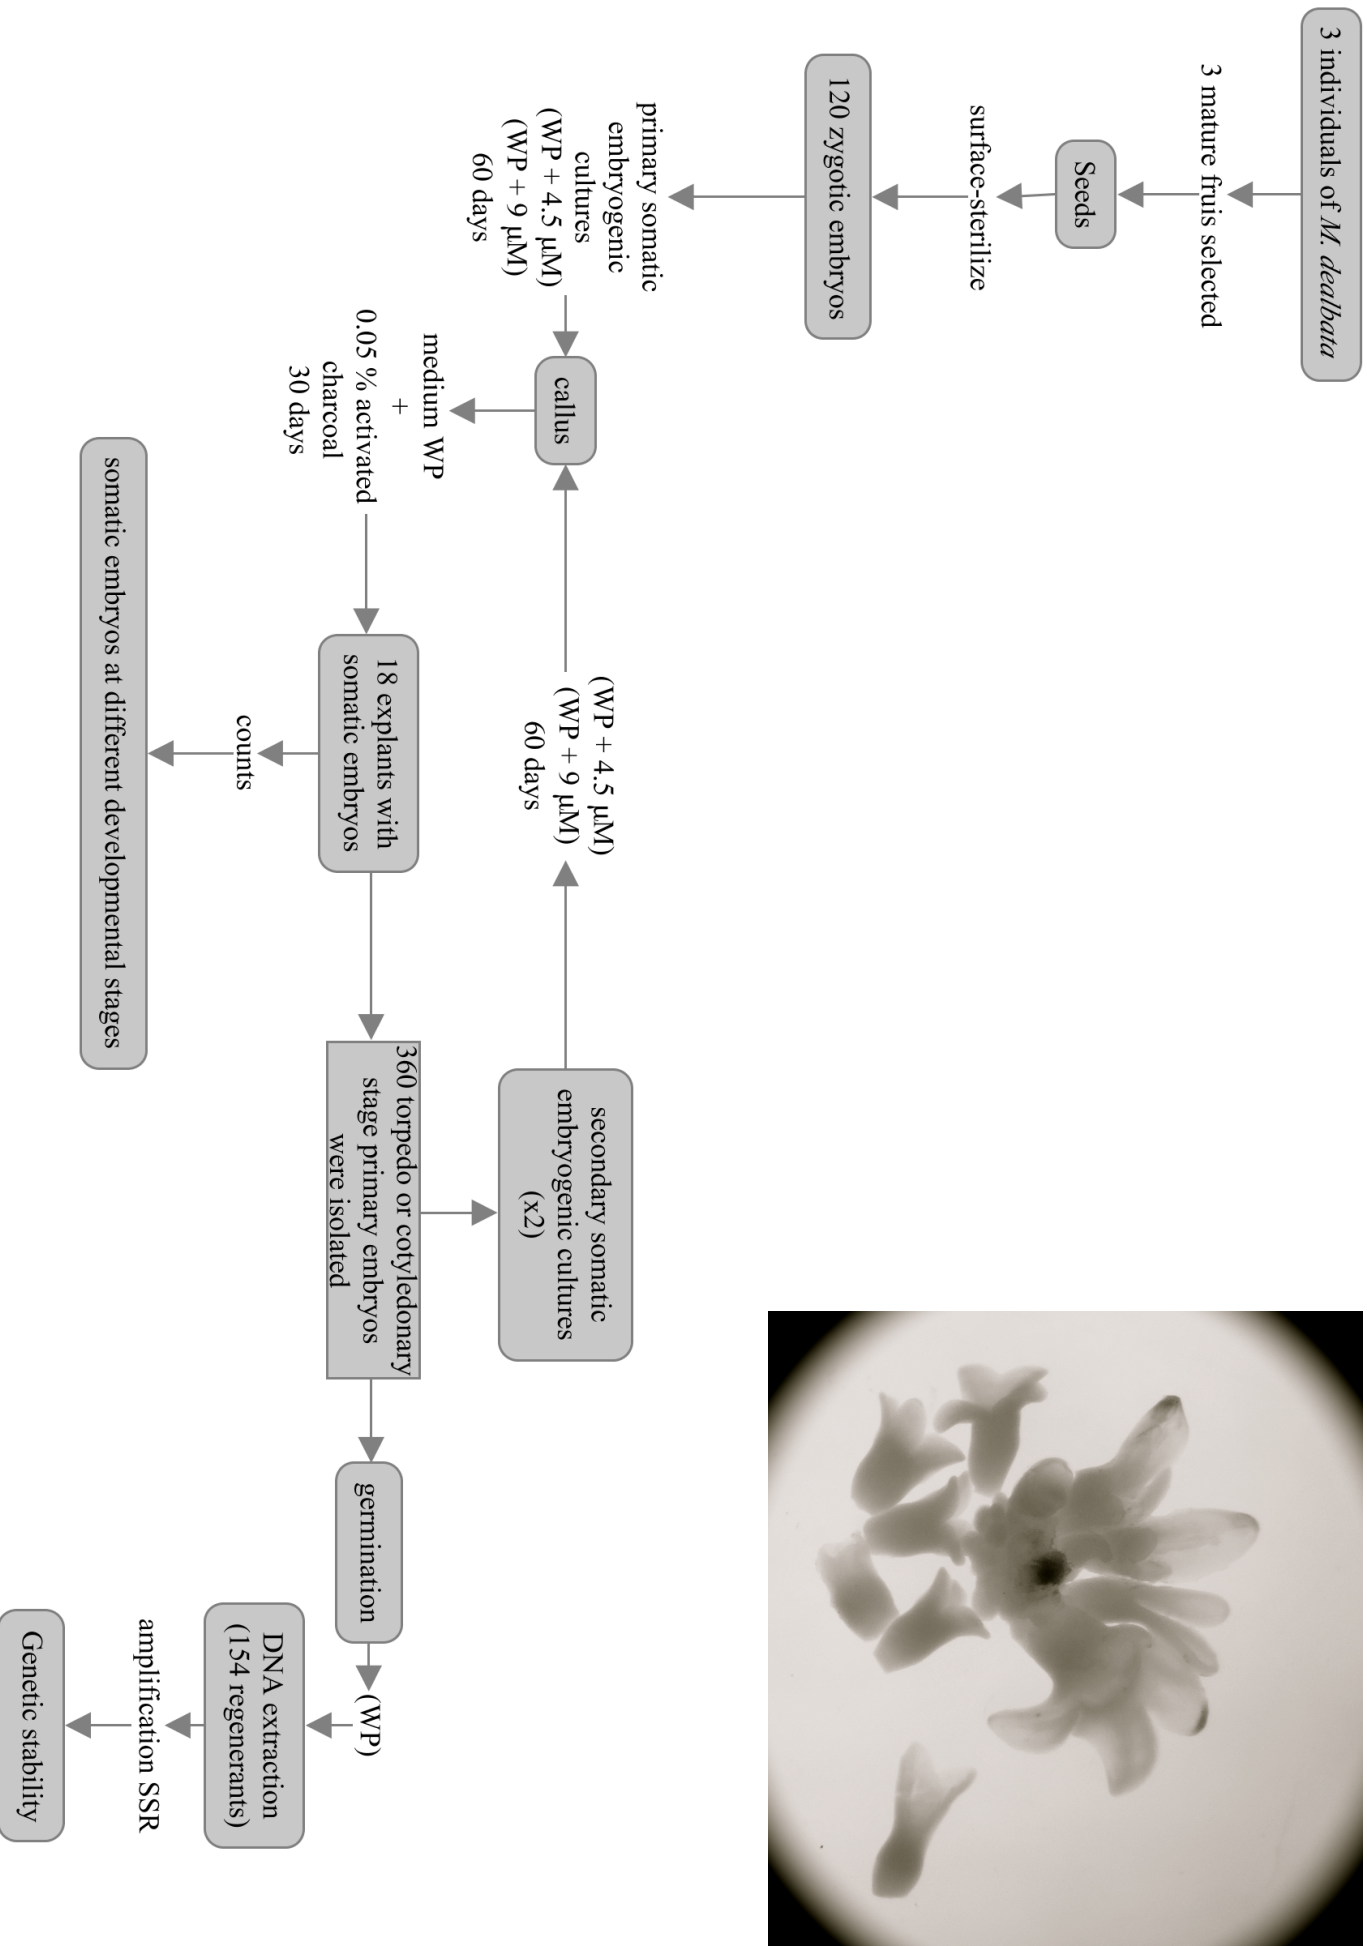 3 individuals of M. dealbata
3 mature fruis selected
Seeds
surface-sterilize
120 zygotic embryos
primary somatic
embryogenic
cultures
(WP + 4.5 µM)
(WP + 9 µM)
60 days
callus
medium WP
+
0.05 % activated
charcoal
30 days
(WP + 4.5 µM)
(WP + 9 µM)
60 days
secondary somatic
embryogenic cultures
(x2)
18 explants with
somatic embryos
counts
somatic embryos at different developmental stages
360 torpedo or cotyledonary
stage primary embryos
were isolated
germination
(WP)
DNA extraction
(154 regenerants)
amplification SSR
Genetic stability